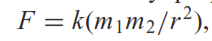 F = k(m₁m₂/r²),